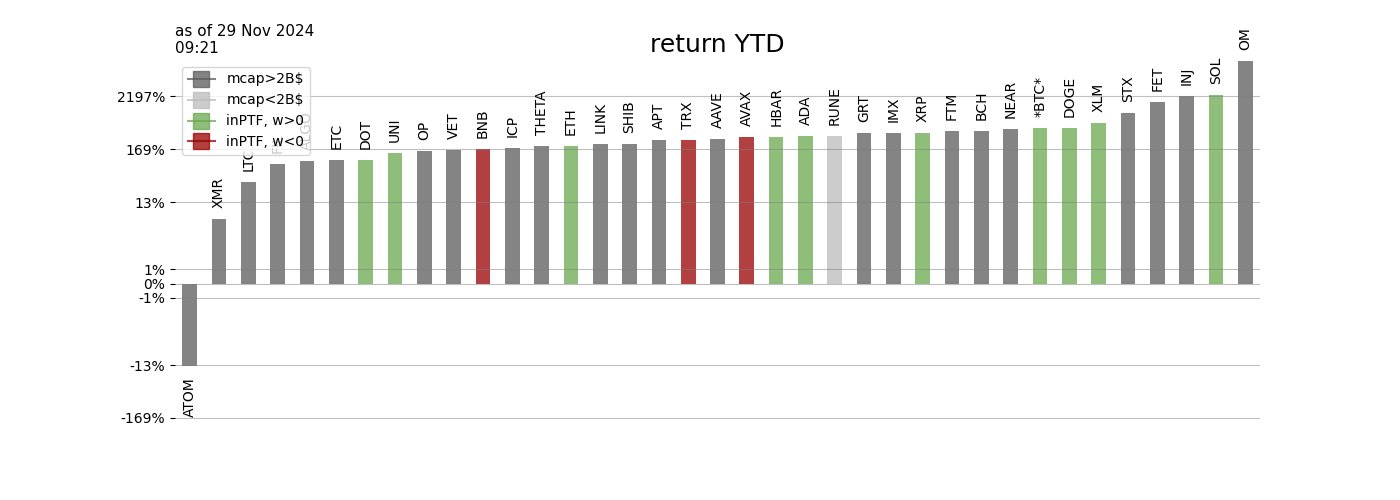 as of 29 Nov 2024
09:21
return YTD
mcap>2B$
mcap<2B$
inPTF, w>0
inPTF, w<0
2197%
169%
13%
1%
0%
-1%
-13%
-169%
ATOM
XMR
LTC
ALGO
ETC
DOT
UNI
OP
VET
BNB
ICP
THETA
ETH
LINK
SHIB
APT
TRX
AAVE
AVAX
HBAR
ADA
RUNE
GRT
IMX
XRP
FTM
BCH
NEAR
*BTC*
DOGE
XLM
STX
FET
INJ
SOL
OM